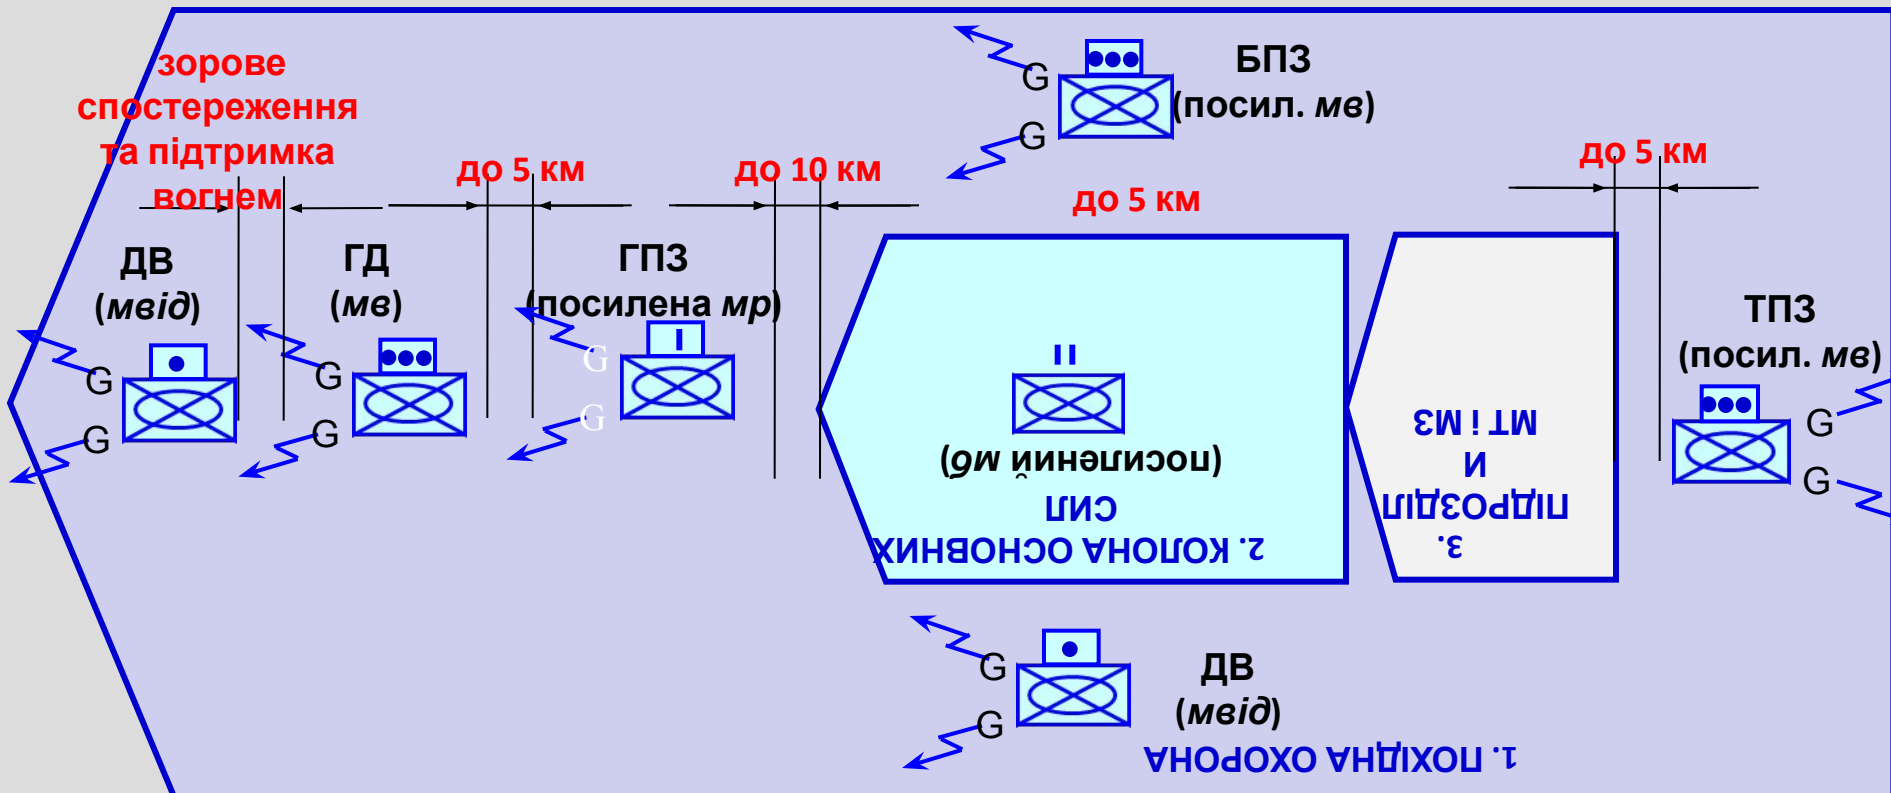 зорове
спостереження
та підтримка
вогнем
ДВ
(мвід)
G
G
ГД
(мв)
G
G
до 5 км
ГПЗ
(посилена мр)
G
G
I
до 10 км
G
G
БПЗ
(посил. мв)
до 5 км
II
(посилений мб)
2. КОЛОНА ОСНОВНИХ
СИЛ
3.
ПІДРОЗДІЛ
И
МТ і МЗ
до 5 км
ТПЗ
(посил. мв)
G
G
G
G
ДВ
(мвід)
1. ПОХІДНА ОХОРОНА